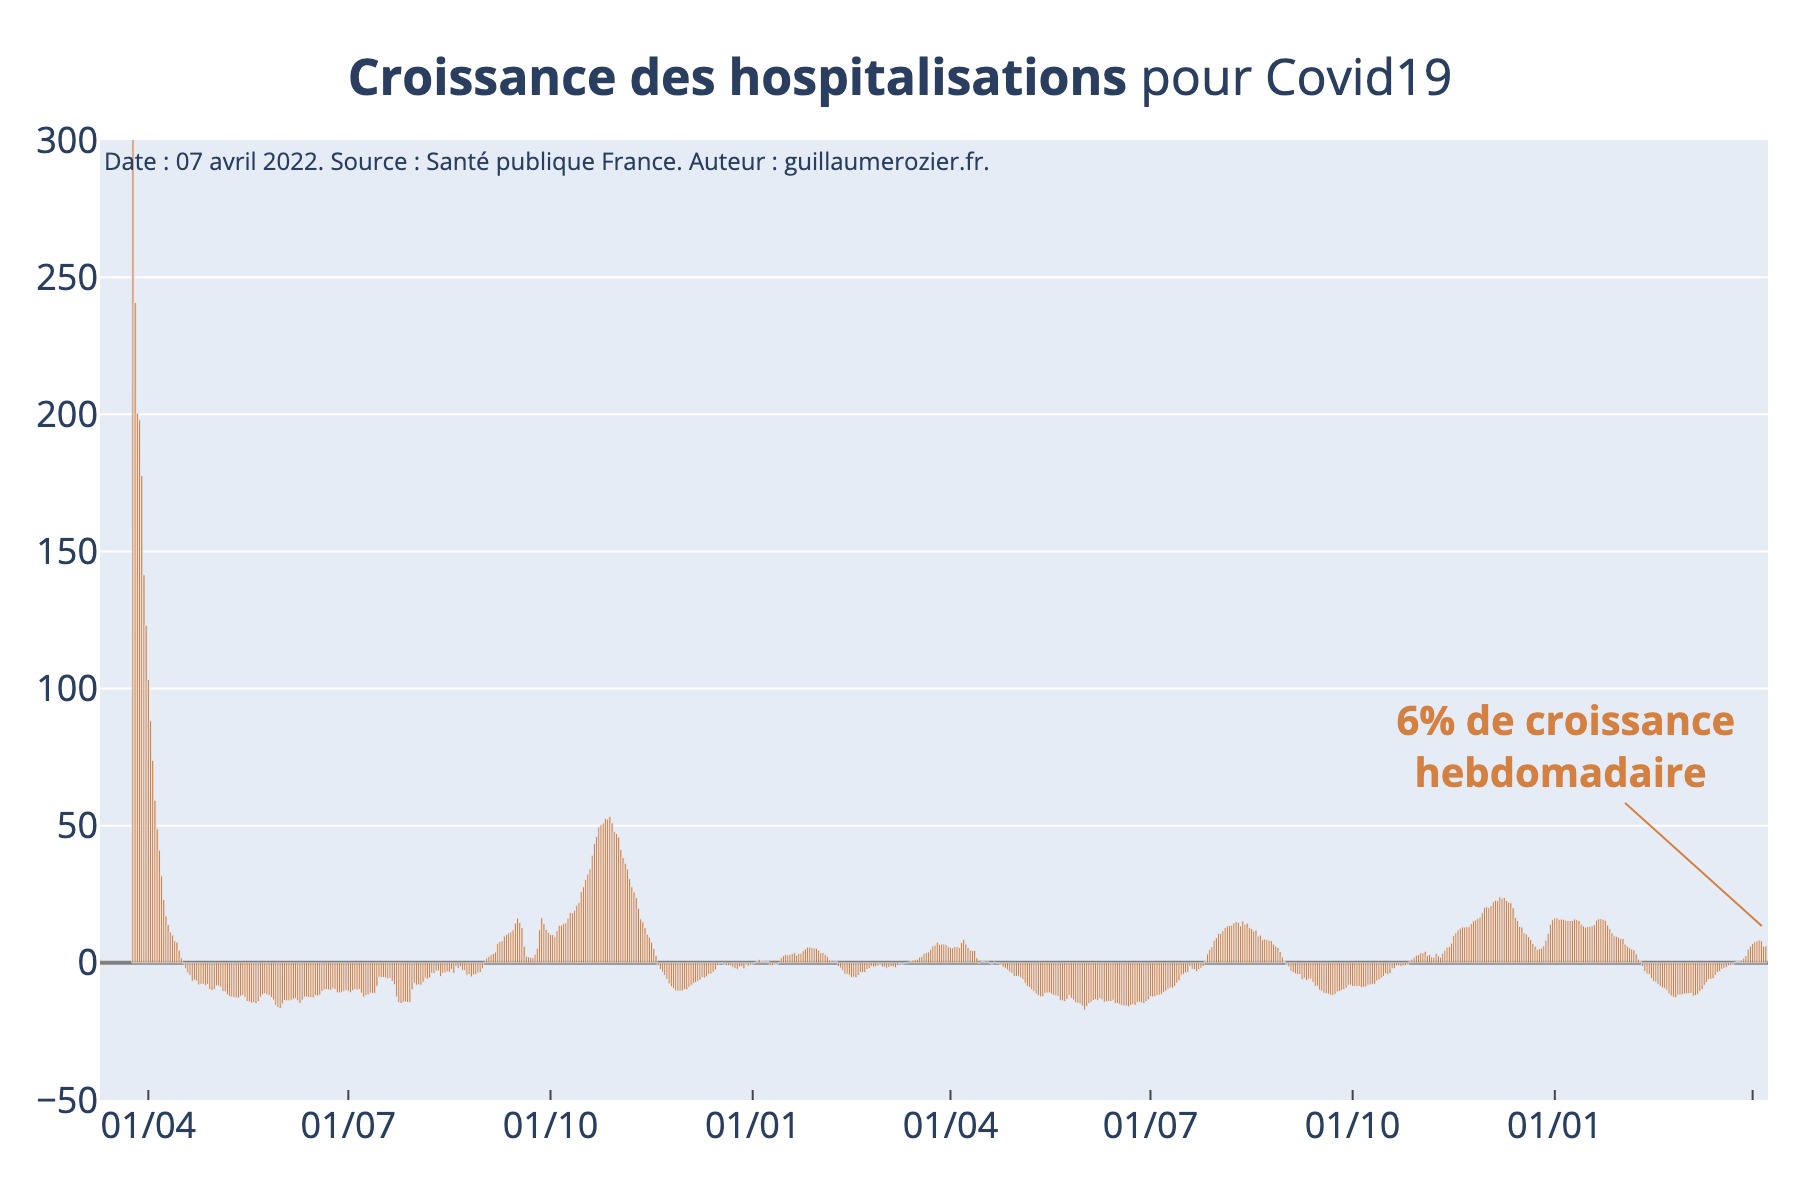 Croissance des hospitalisations pour Covid19
Date : 07 avril 2022. Source : Santé publique France. Auteur : guillaumerozier.fr.
300
250
200
150
100
50
0
−50
6% de croissance
hebdomadaire
01/04 01/07 01/10 01/01 01/04 01/07 01/10 01/01